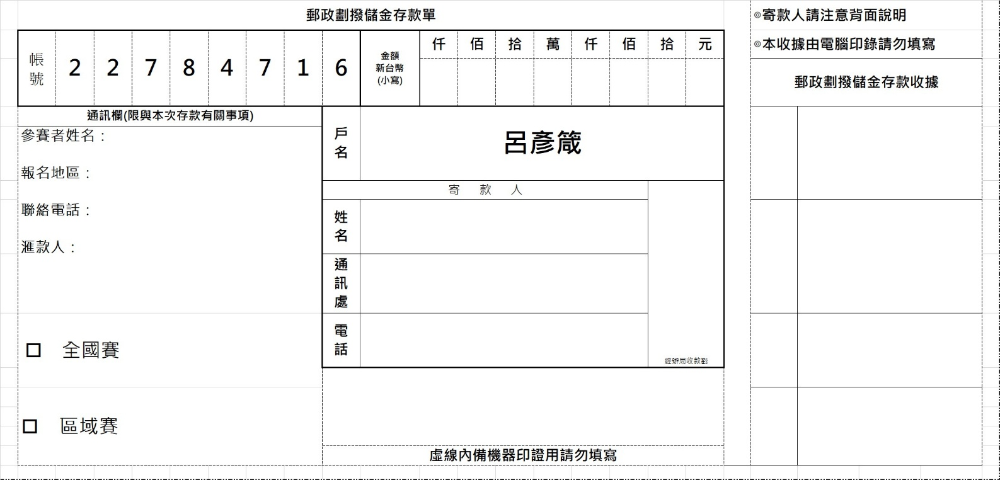 郵政劃撥儲金存款單
◎寄款人請注意背面說明
帳號 2 2 7 8 4 7 1 6
金額
新台幣
(小寫)
仟 佰 拾 萬 仟 佰 拾 元
◎本收據由電腦印錄請勿填寫
郵政劃撥儲金存款收據
通訊欄(限與本次存款有關事項)
參賽者姓名：
報名地區：
聯絡電話：
滙款人：
□ 全國賽
□ 區域賽
戶名
呂彥箴
寄 款 人
姓名
通訊處
電話
經辦局收款戳
虛線內備機器印證用請勿填寫